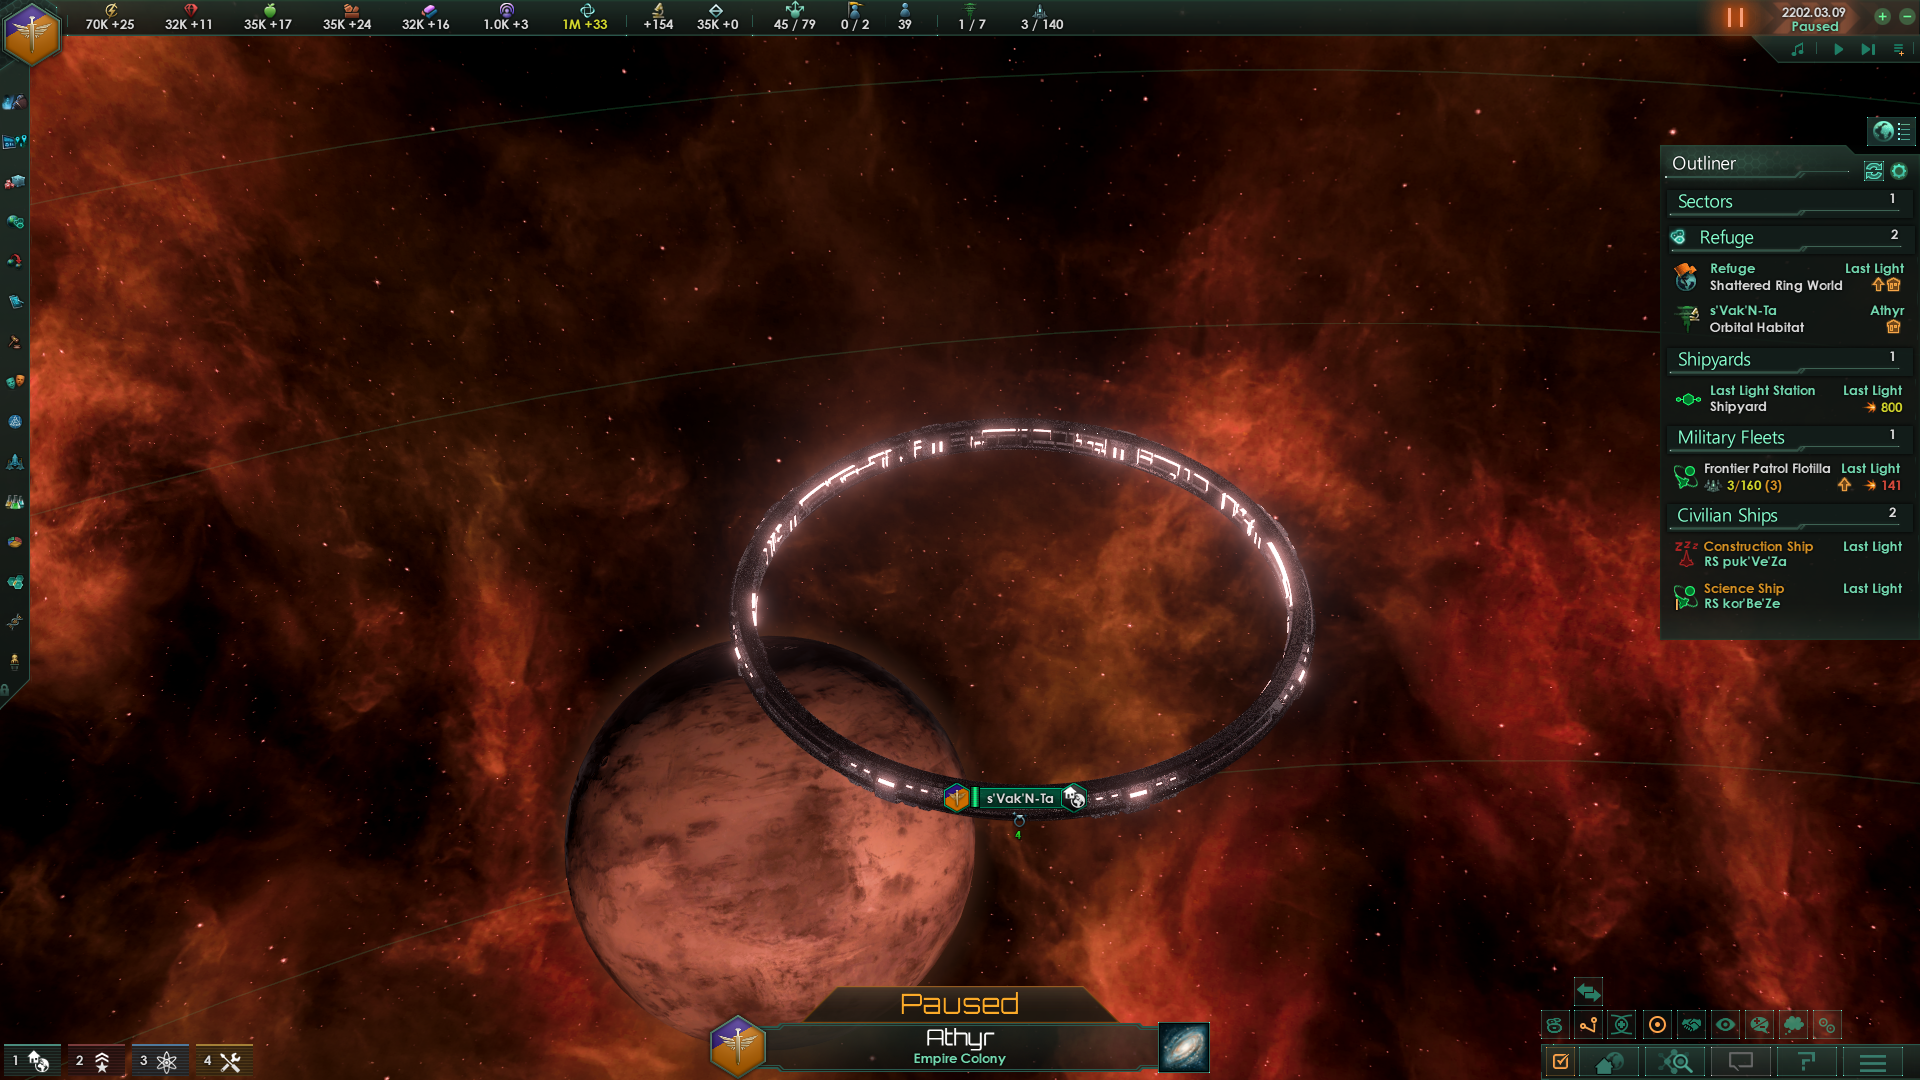 70K +25 32K +11 35K +17 35K +24 32K +16 1.0K +3 1M +33 +154 35K +0 45 / 79 0 / 2 39 1 / 7 3 / 140
2202.03.09
Paused
Outliner
Sectors 1
Refuge 2
Refuge Last Light
Shattered Ring World
s'Vak'N-Ta Athyr
Orbital Habitat
Shipyards 1
Last Light Station Last Light
Shipyard 800
Military Fleets 1
Frontier Patrol Flotilla Last Light
3/160 (3) 141
Civilian Ships 2
Construction Ship Last Light
RS puk'Ve'Za
Science Ship Last Light
RS kor'Be'Ze
s'Vak'N-Ta
4
Paused
Athyr
Empire Colony
1 2 3 4